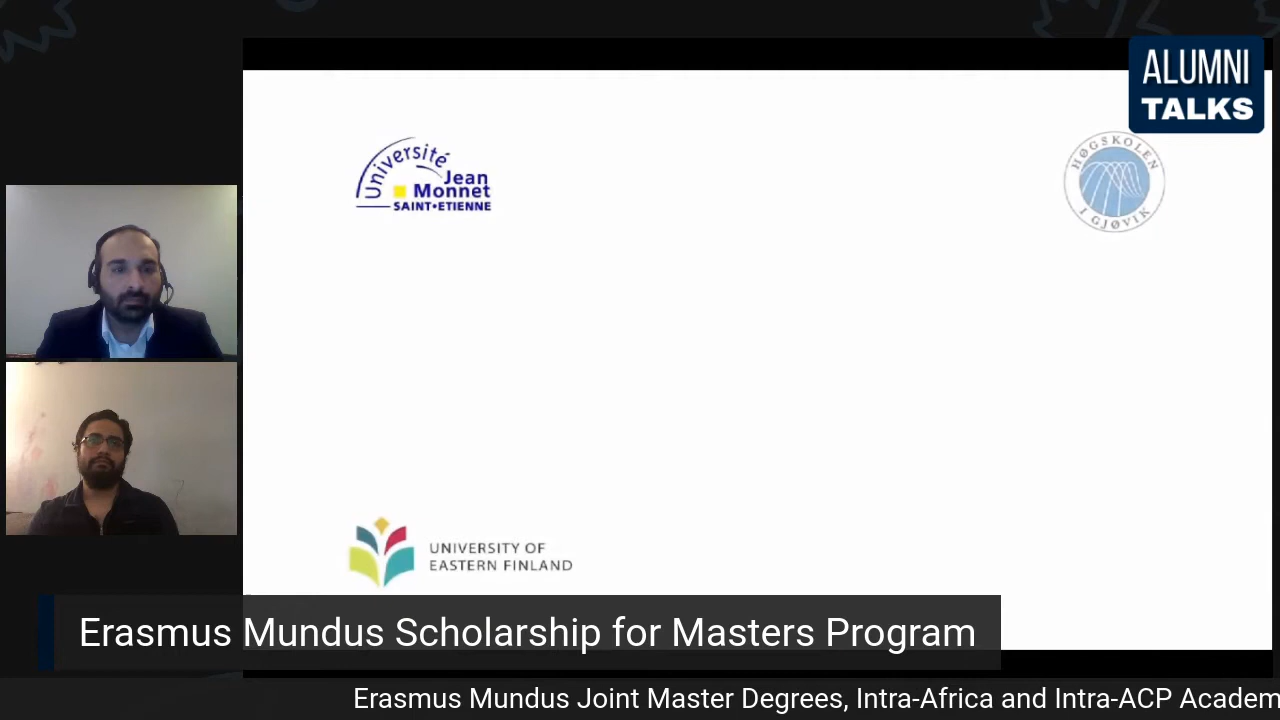 ALUMNI
TALKS
Université
Jean
Monnet
SAINT•ETIENNE
HØGSKOLEN
I GJØVIK
UNIVERSITY OF
EASTERN FINLAND
Erasmus Mundus Scholarship for Masters Program
Erasmus Mundus Joint Master Degrees, Intra-Africa and Intra-ACP Academ